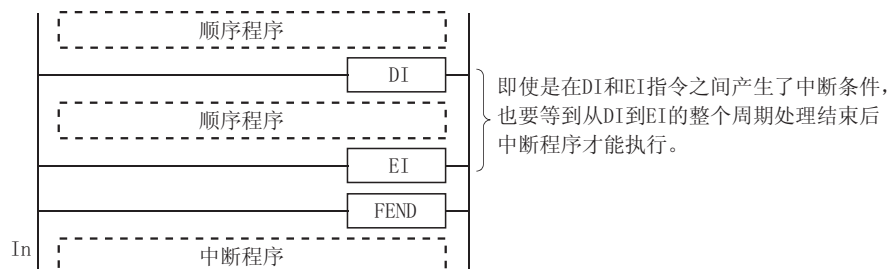 顺序程序
DI
即使是在DI和EI指令之间产生了中断条件，
也要等到从DI到EI的整个周期处理结束后
中断程序才能执行。
顺序程序
EI
FEND
In
中断程序